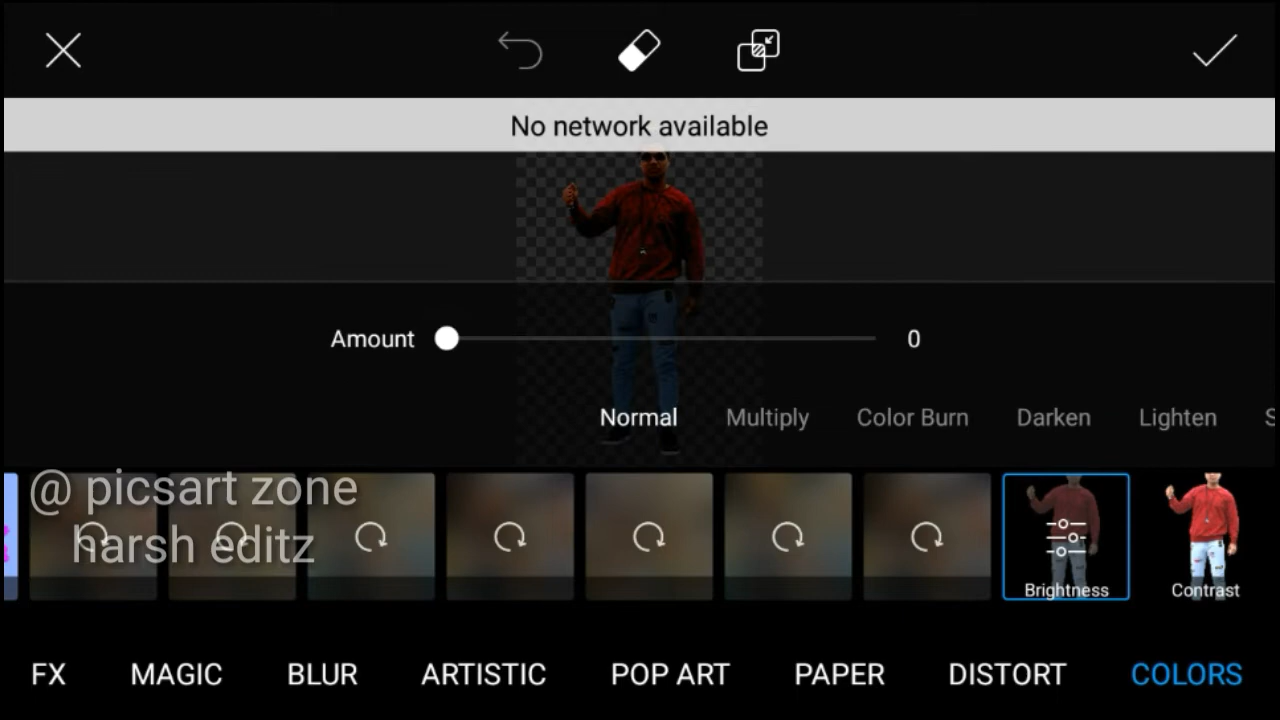 No network available
Amount 0
Normal Multiply Color Burn Darken Lighten S
@ picsart zone
harsh editz
Brightness Contrast
FX MAGIC BLUR ARTISTIC POP ART PAPER DISTORT COLORS